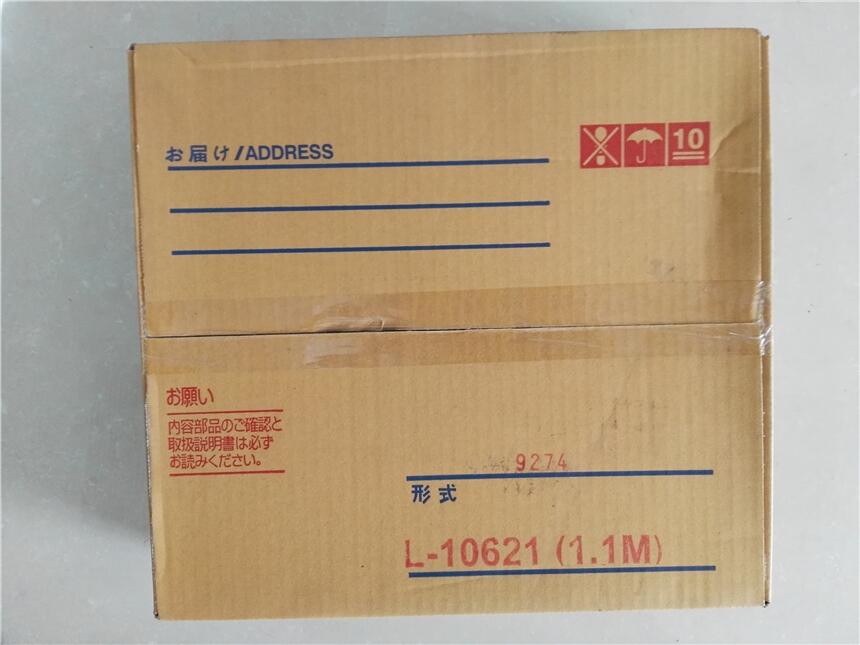 お届け/ADDRESS
10
お願い
内容部品のご確認と
取扱説明書は必ず
お読みください。
9274
形式
L-10621 (1.1M)